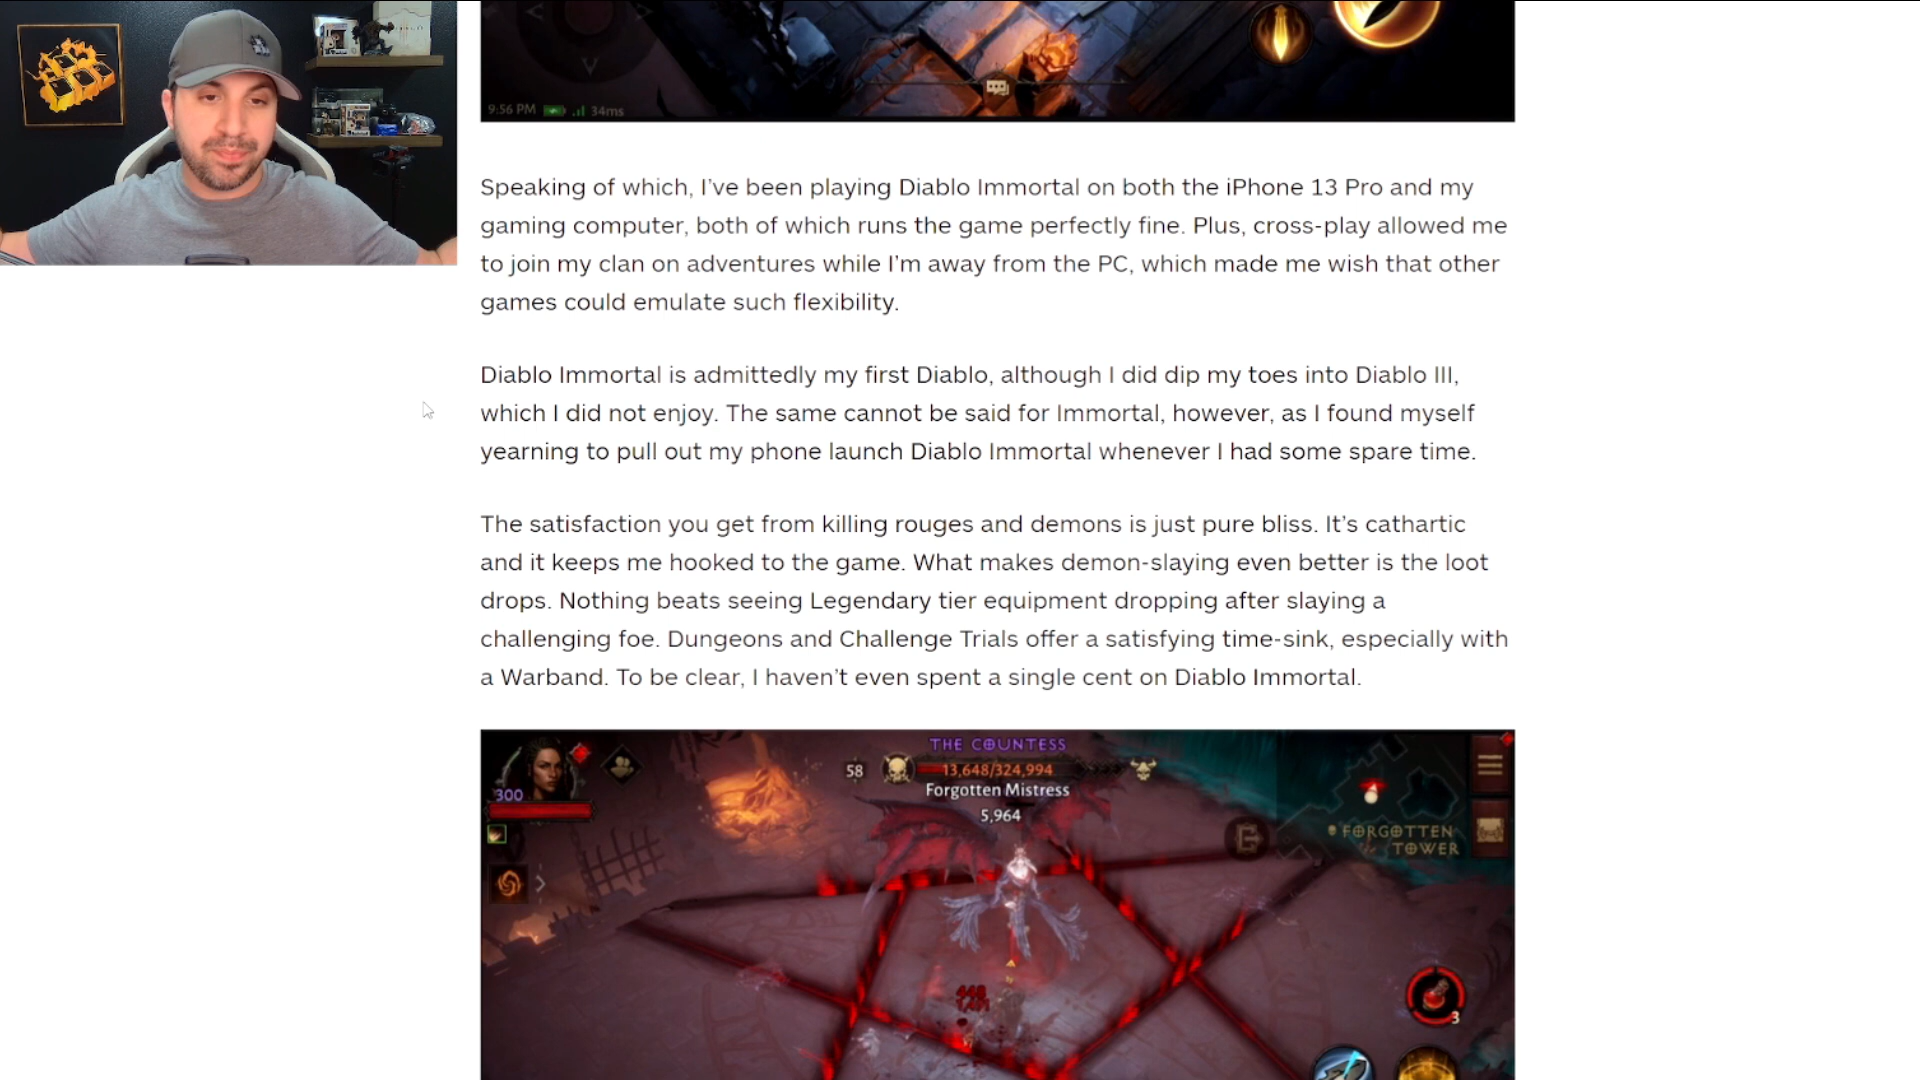 9:56 PM 34ms
Speaking of which, I've been playing Diablo Immortal on both the iPhone 13 Pro and my
gaming computer, both of which runs the game perfectly fine. Plus, cross-play allowed me
to join my clan on adventures while I'm away from the PC, which made me wish that other
games could emulate such flexibility.
Diablo Immortal is admittedly my first Diablo, although I did dip my toes into Diablo III,
which I did not enjoy. The same cannot be said for Immortal, however, as I found myself
yearning to pull out my phone launch Diablo Immortal whenever I had some spare time.
The satisfaction you get from killing rouges and demons is just pure bliss. It's cathartic
and it keeps me hooked to the game. What makes demon-slaying even better is the loot
drops. Nothing beats seeing Legendary tier equipment dropping after slaying a
challenging foe. Dungeons and Challenge Trials offer a satisfying time-sink, especially with
a Warband. To be clear, I haven't even spent a single cent on Diablo Immortal.
THE COUNTESS
58 13,648/324,994
Forgotten Mistress
300
5,964
FORGOTTEN
TOWER
448
3